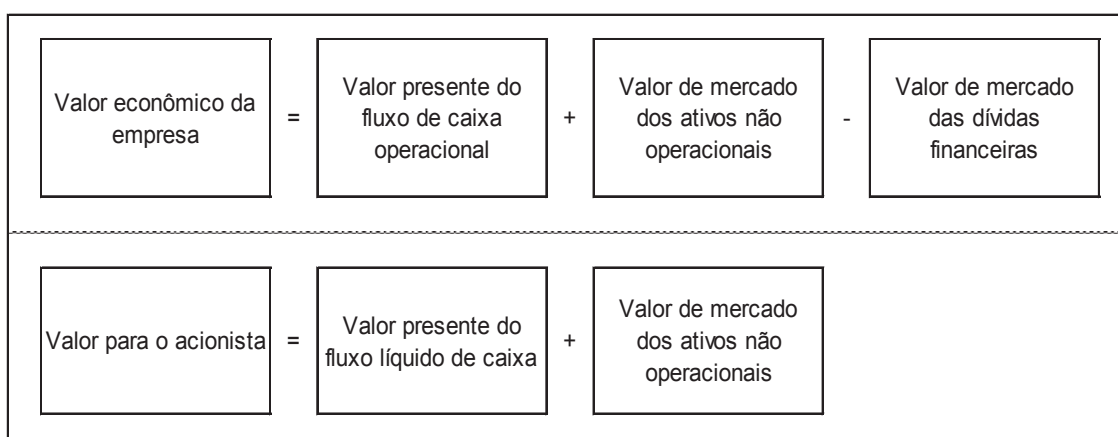 Valor econômico da
empresa
=
Valor presente do
fluxo de caixa
operacional
+
Valor de mercado
dos ativos não
operacionais
-
Valor de mercado
das dívidas
financeiras
Valor para o acionista
=
Valor presente do
fluxo líquido de caixa
+
Valor de mercado
dos ativos não
operacionais